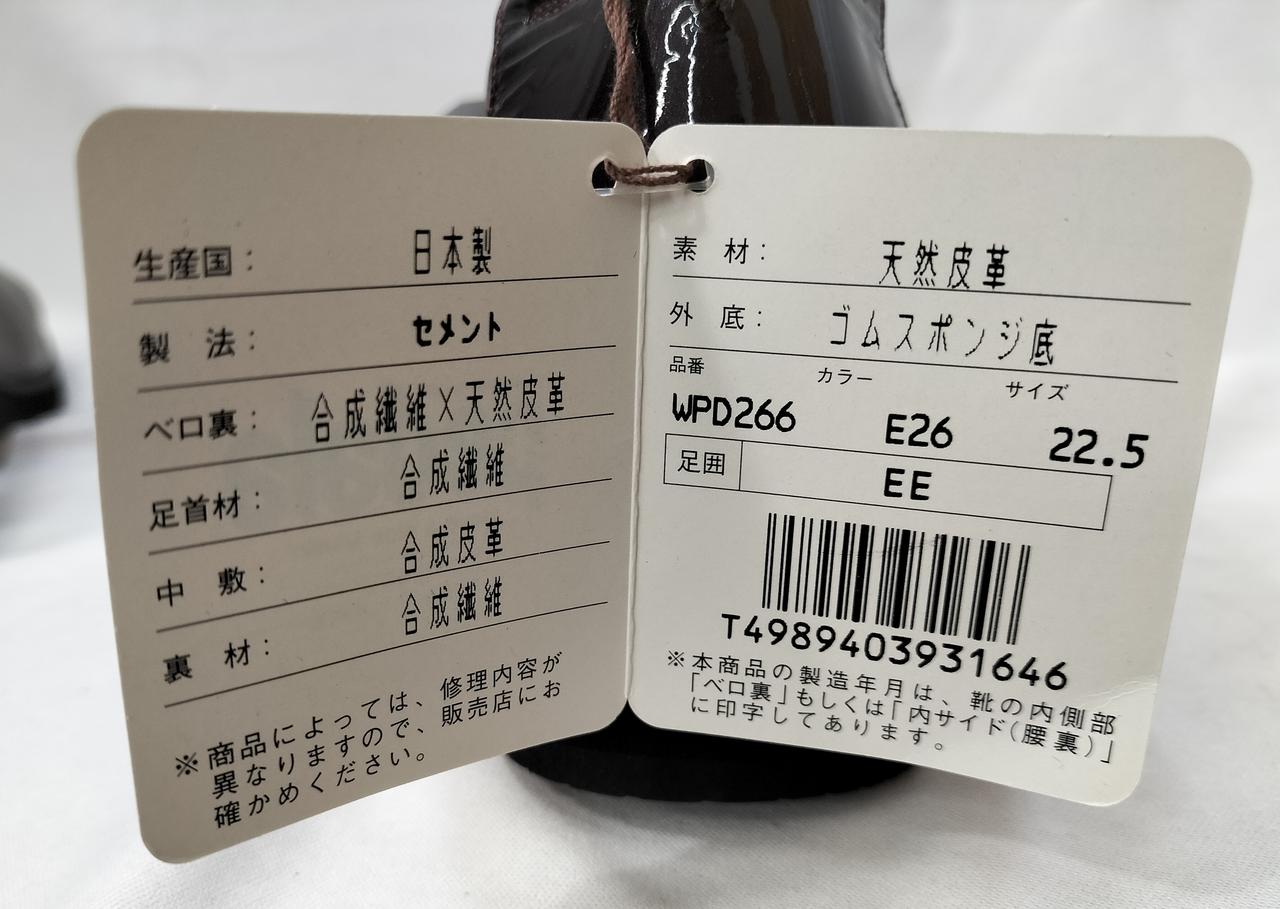 生産国： 日本製
製　法： セメント
ベロ裏： 合成繊維×天然皮革
足首材： 合成繊維
中　敷： 合成皮革
裏　材： 合成繊維
※商品によっては、修理内容が
異なりますので、販売店にお
確かめください。
素　材： 天然皮革
外　底： ゴムスポンジ底
品番 カラー サイズ
WPD266 E26 22.5
足囲 EE
T4989403931646
※本商品の製造年月は、靴の内側部
「ベロ裏」もしくは「内サイド(腰裏)」
に印字してあります。